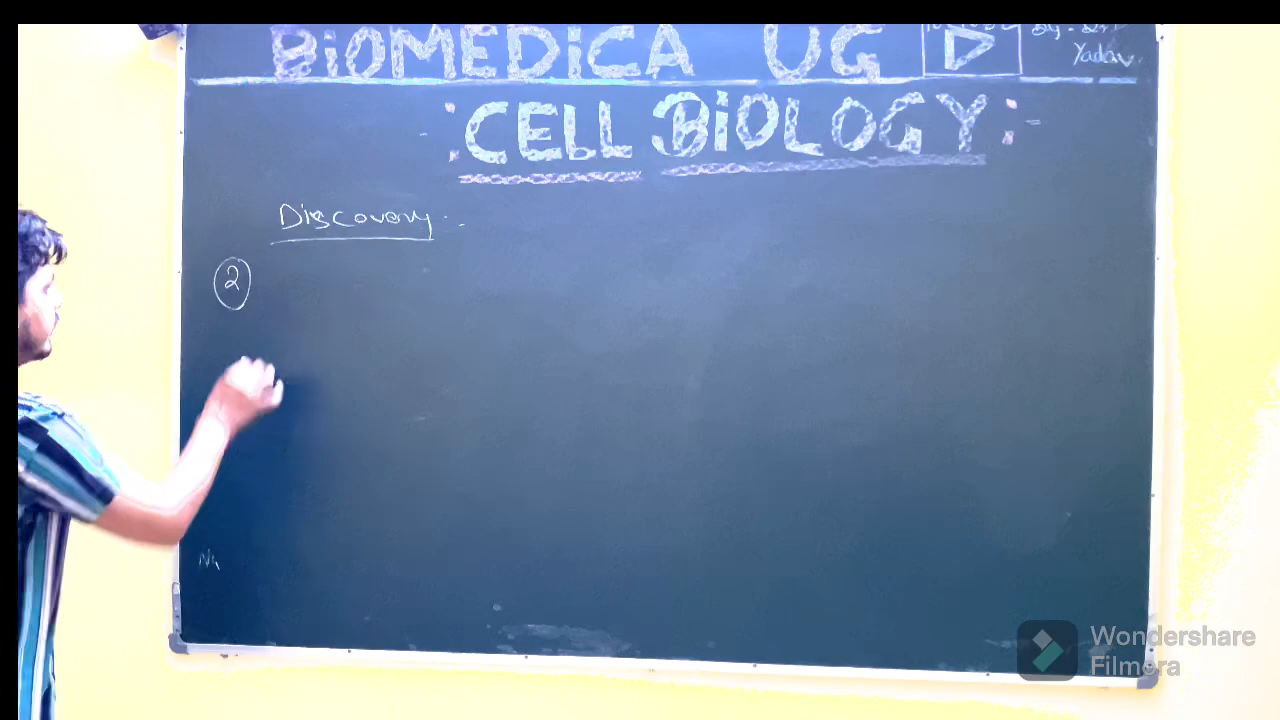 BiOMEDiCA UG
Yadav
: CELL BiOLOGY :
Discovery :
2
Wondershare
Filmora